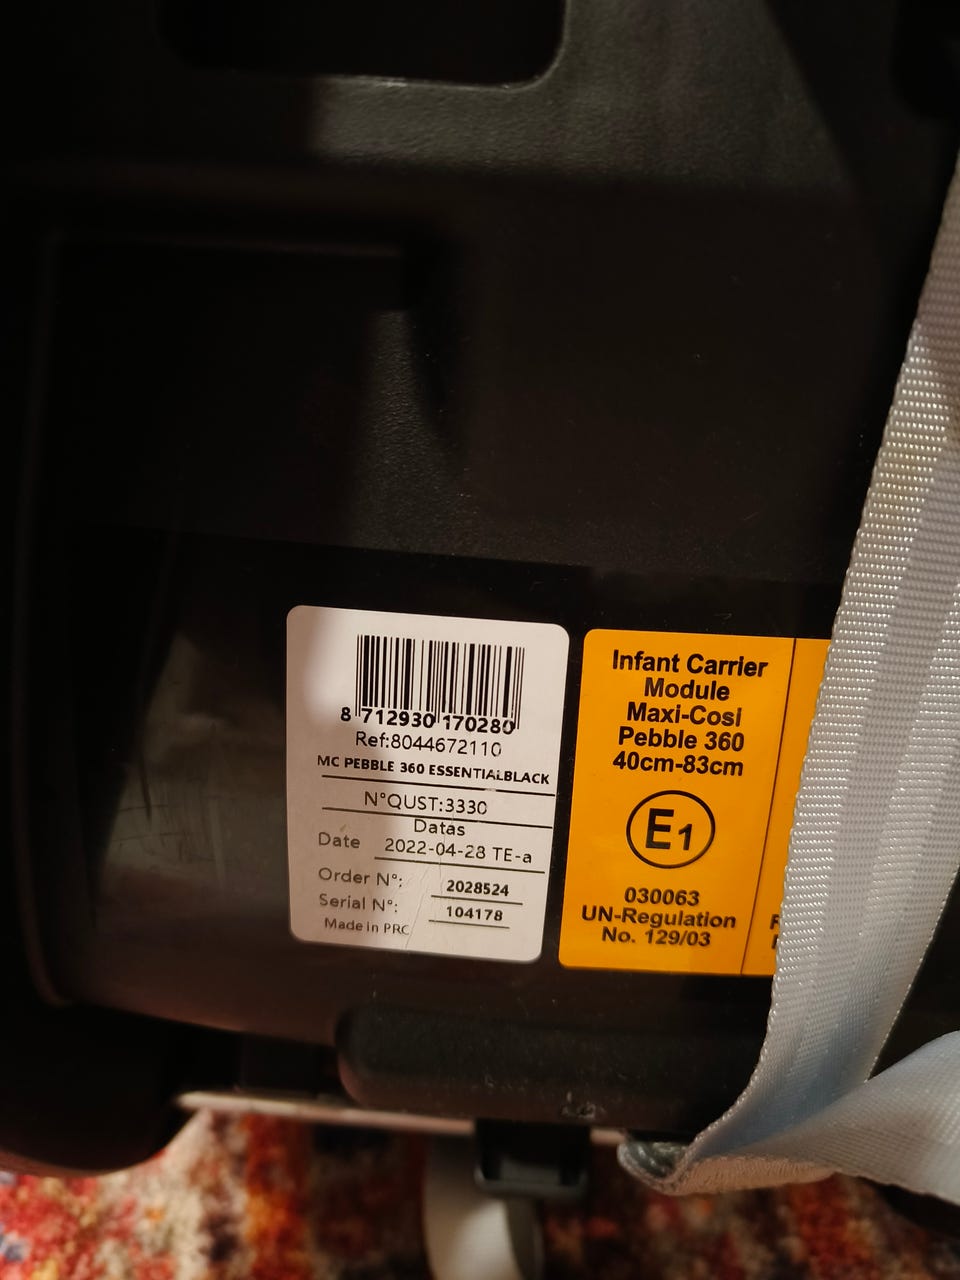 8 712930 170280
Ref:8044672110
MC PEBBLE 360 ESSENTIALBLACK
N°QUST:3330
Datas
Date 2022-04-28 TE-a
Order N°: 2028524
Serial N°: 104178
Made in PRC
Infant Carrier
Module
Maxi-Cosi
Pebble 360
40cm-83cm
E1
030063
UN-Regulation
No. 129/03